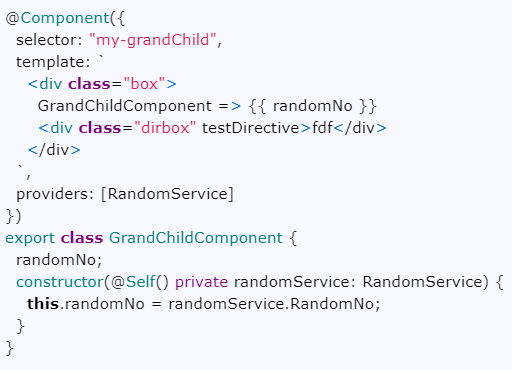 @Component({
  selector: "my-grandChild",
  template: `
    <div class="box">
      GrandChildComponent => {{ randomNo }}
      <div class="dirbox" testDirective>fdf</div>
    </div>
  `,
  providers: [RandomService]
})
export class GrandChildComponent {
  randomNo;
  constructor(@Self() private randomService: RandomService) {
    this.randomNo = randomService.RandomNo;
  }
}